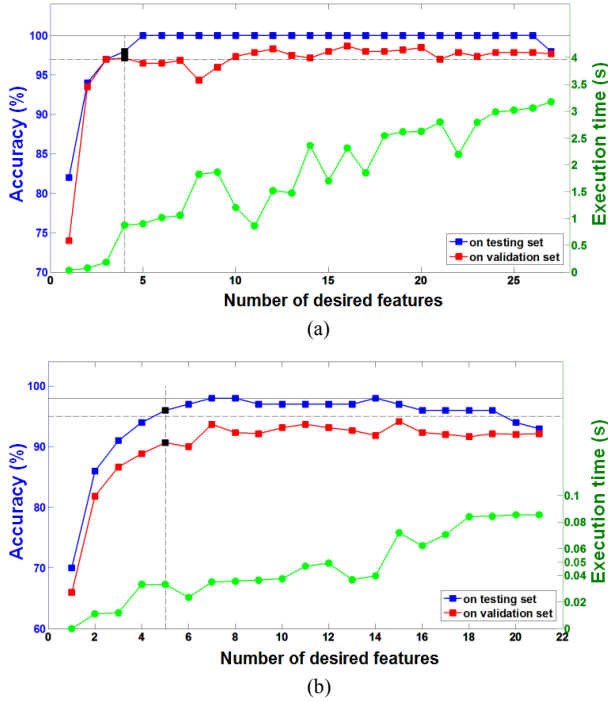 100
95
90
85
80
75
70
Accuracy (%)
4
3.5
3
2.5
2
1.5
1
0.5
0
Execution time (s)
on testing set
on validation set
0 5 10 15 20 25
Number of desired features
(a)
100
90
80
70
60
Accuracy (%)
0.1
0.08
0.06
0.05
0.04
0.02
0
Execution time (s)
on testing set
on validation set
0 2 4 6 8 10 12 14 16 18 20 22
Number of desired features
(b)